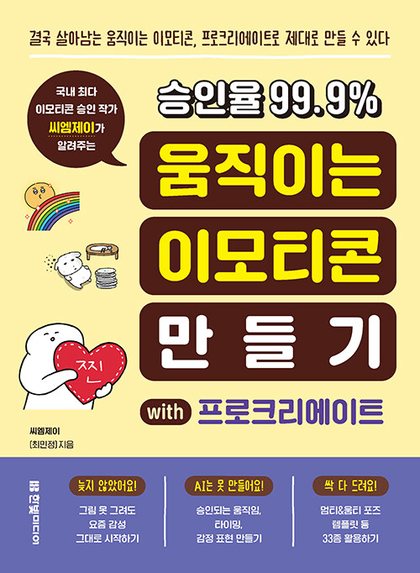 결국 살아남는 움직이는 이모티콘, 프로크리에이트로 제대로 만들 수 있다
국내 최다
이모티콘 승인 작가
씨엠제이가
알려주는
승인율 99.9%
움직이는
이모티콘
만들기
with 프로크리에이트
찐
씨엠제이
(최민정) 지음
HB 한빛미디어
늦지 않았어요!
그림 못 그려도
요즘 감성
그대로 시작하기
AI는 못 만들어요!
승인되는 움직임,
타이밍,
감정 표현 만들기
싹 다 드려요!
멈티&움티 포즈
템플릿 등
33종 활용하기